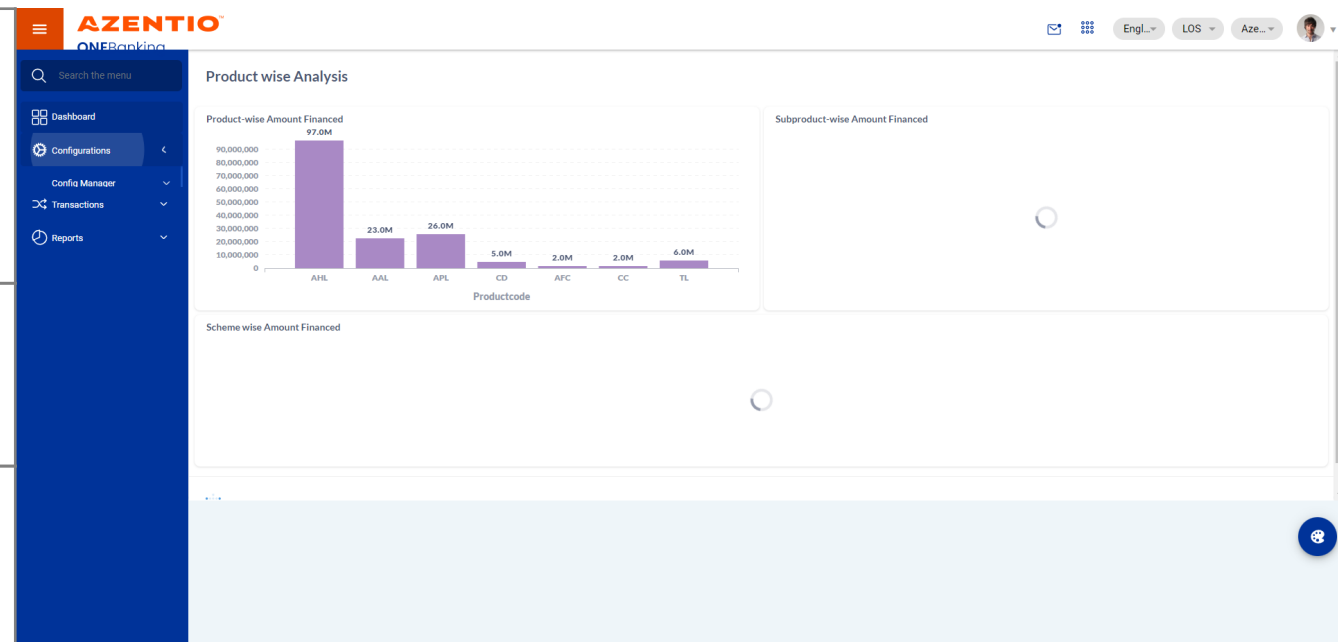 AZENTIO
ONEBanking
Engl...
LOS
Aze...
Search the menu
Dashboard
Configurations
Config Manager
Transactions
Reports
Product wise Analysis
Product-wise Amount Financed
97.0M
90,000,000
80,000,000
70,000,000
60,000,000
50,000,000
40,000,000
30,000,000
20,000,000
10,000,000
0
23.0M
26.0M
5.0M
2.0M
2.0M
6.0M
AHL AAL APL CD AFC CC TL
Productcode
Subproduct-wise Amount Financed
Scheme wise Amount Financed